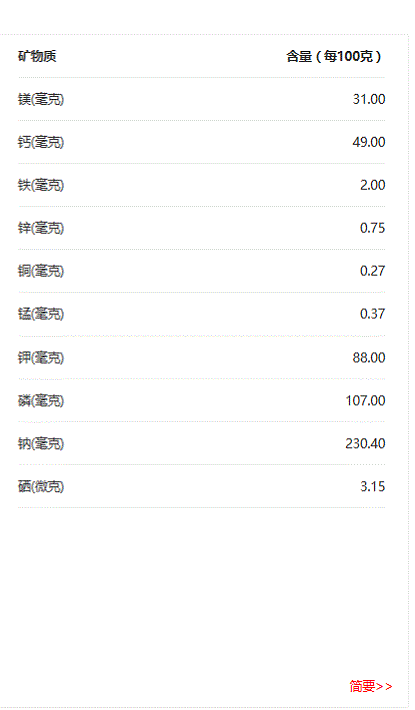 矿物质 含量（每100克）
镁(毫克) 31.00
钙(毫克) 49.00
铁(毫克) 2.00
锌(毫克) 0.75
铜(毫克) 0.27
锰(毫克) 0.37
钾(毫克) 88.00
磷(毫克) 107.00
钠(毫克) 230.40
硒(微克) 3.15
简要>>